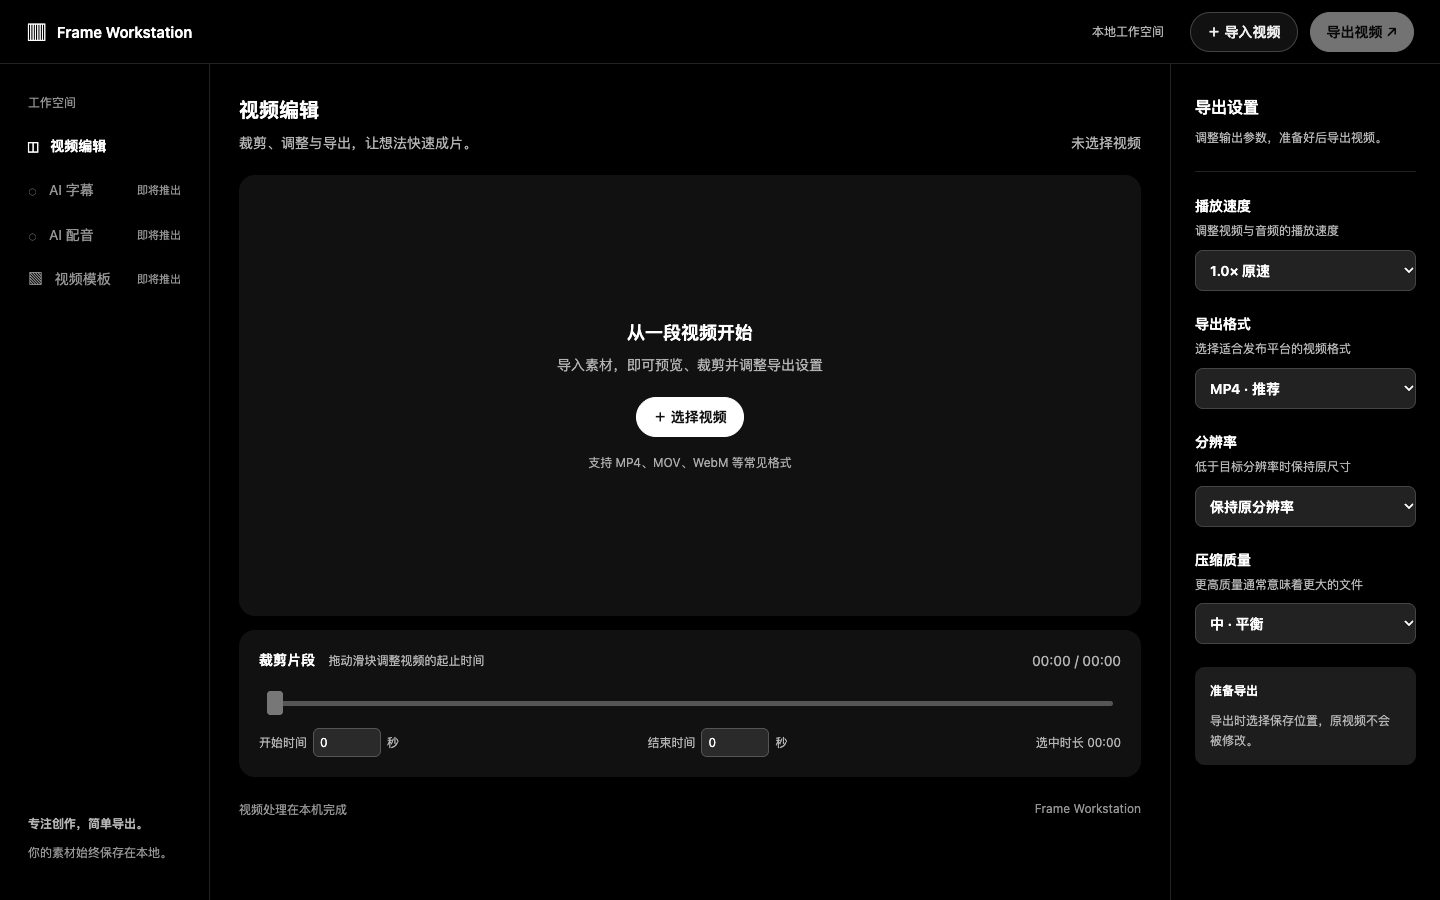 Frame Workstation
本地工作空间
+ 导入视频
导出视频 ↗
工作空间
视频编辑
AI 字幕 即将推出
AI 配音 即将推出
视频模板 即将推出
专注创作，简单导出。
你的素材始终保存在本地。
视频编辑
裁剪、调整与导出，让想法快速成片。
未选择视频
从一段视频开始
导入素材，即可预览、裁剪并调整导出设置
+ 选择视频
支持 MP4、MOV、WebM 等常见格式
裁剪片段 拖动滑块调整视频的起止时间
00:00 / 00:00
开始时间 0 秒
结束时间 0 秒
选中时长 00:00
视频处理在本机完成
Frame Workstation
导出设置
调整输出参数，准备好后导出视频。
播放速度
调整视频与音频的播放速度
1.0× 原速
导出格式
选择适合发布平台的视频格式
MP4 · 推荐
分辨率
低于目标分辨率时保持原尺寸
保持原分辨率
压缩质量
更高质量通常意味着更大的文件
中 · 平衡
准备导出
导出时选择保存位置，原视频不会
被修改。